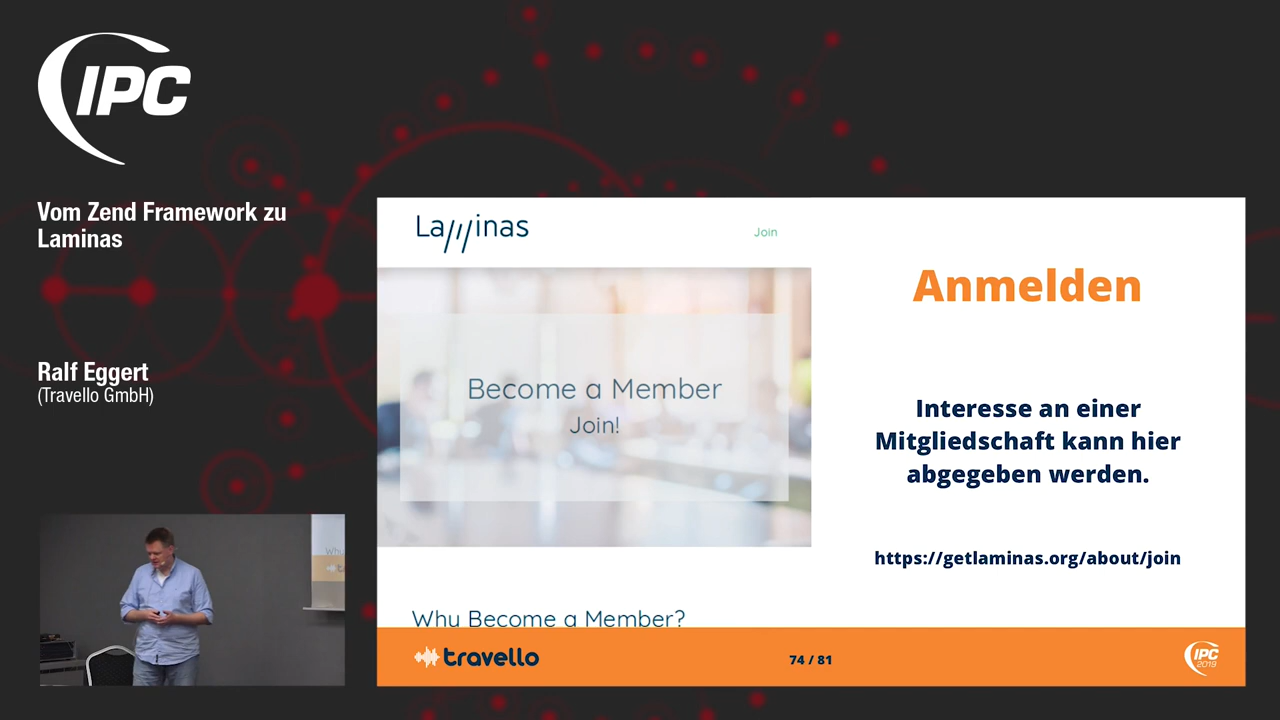 IPC
Vom Zend Framework zu
Laminas
Ralf Eggert
(Travello GmbH)
Laminas
Join
Become a Member
Join!
Why Become a Member?
Anmelden
Interesse an einer
Mitgliedschaft kann hier
abgegeben werden.
https://getlaminas.org/about/join
travello
74 / 81
IPC
2019